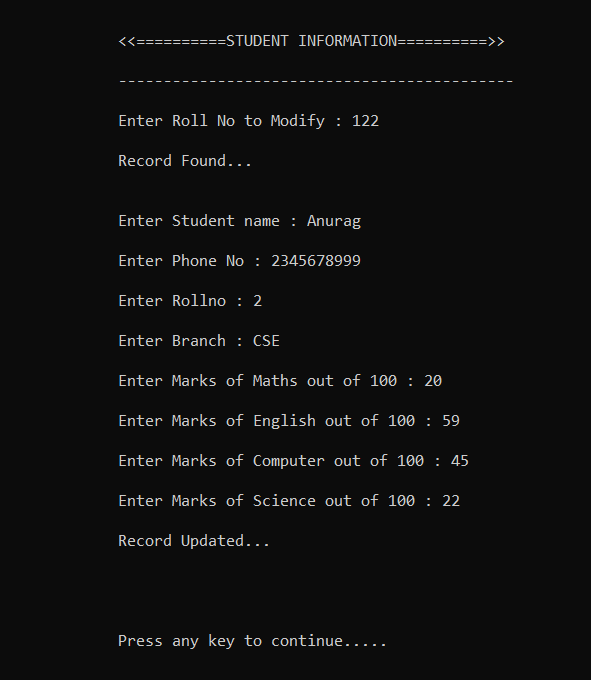 <<==========STUDENT INFORMATION==========>>
--------------------------------------------
Enter Roll No to Modify : 122
Record Found...
Enter Student name : Anurag
Enter Phone No : 2345678999
Enter Rollno : 2
Enter Branch : CSE
Enter Marks of Maths out of 100 : 20
Enter Marks of English out of 100 : 59
Enter Marks of Computer out of 100 : 45
Enter Marks of Science out of 100 : 22
Record Updated...
Press any key to continue.....